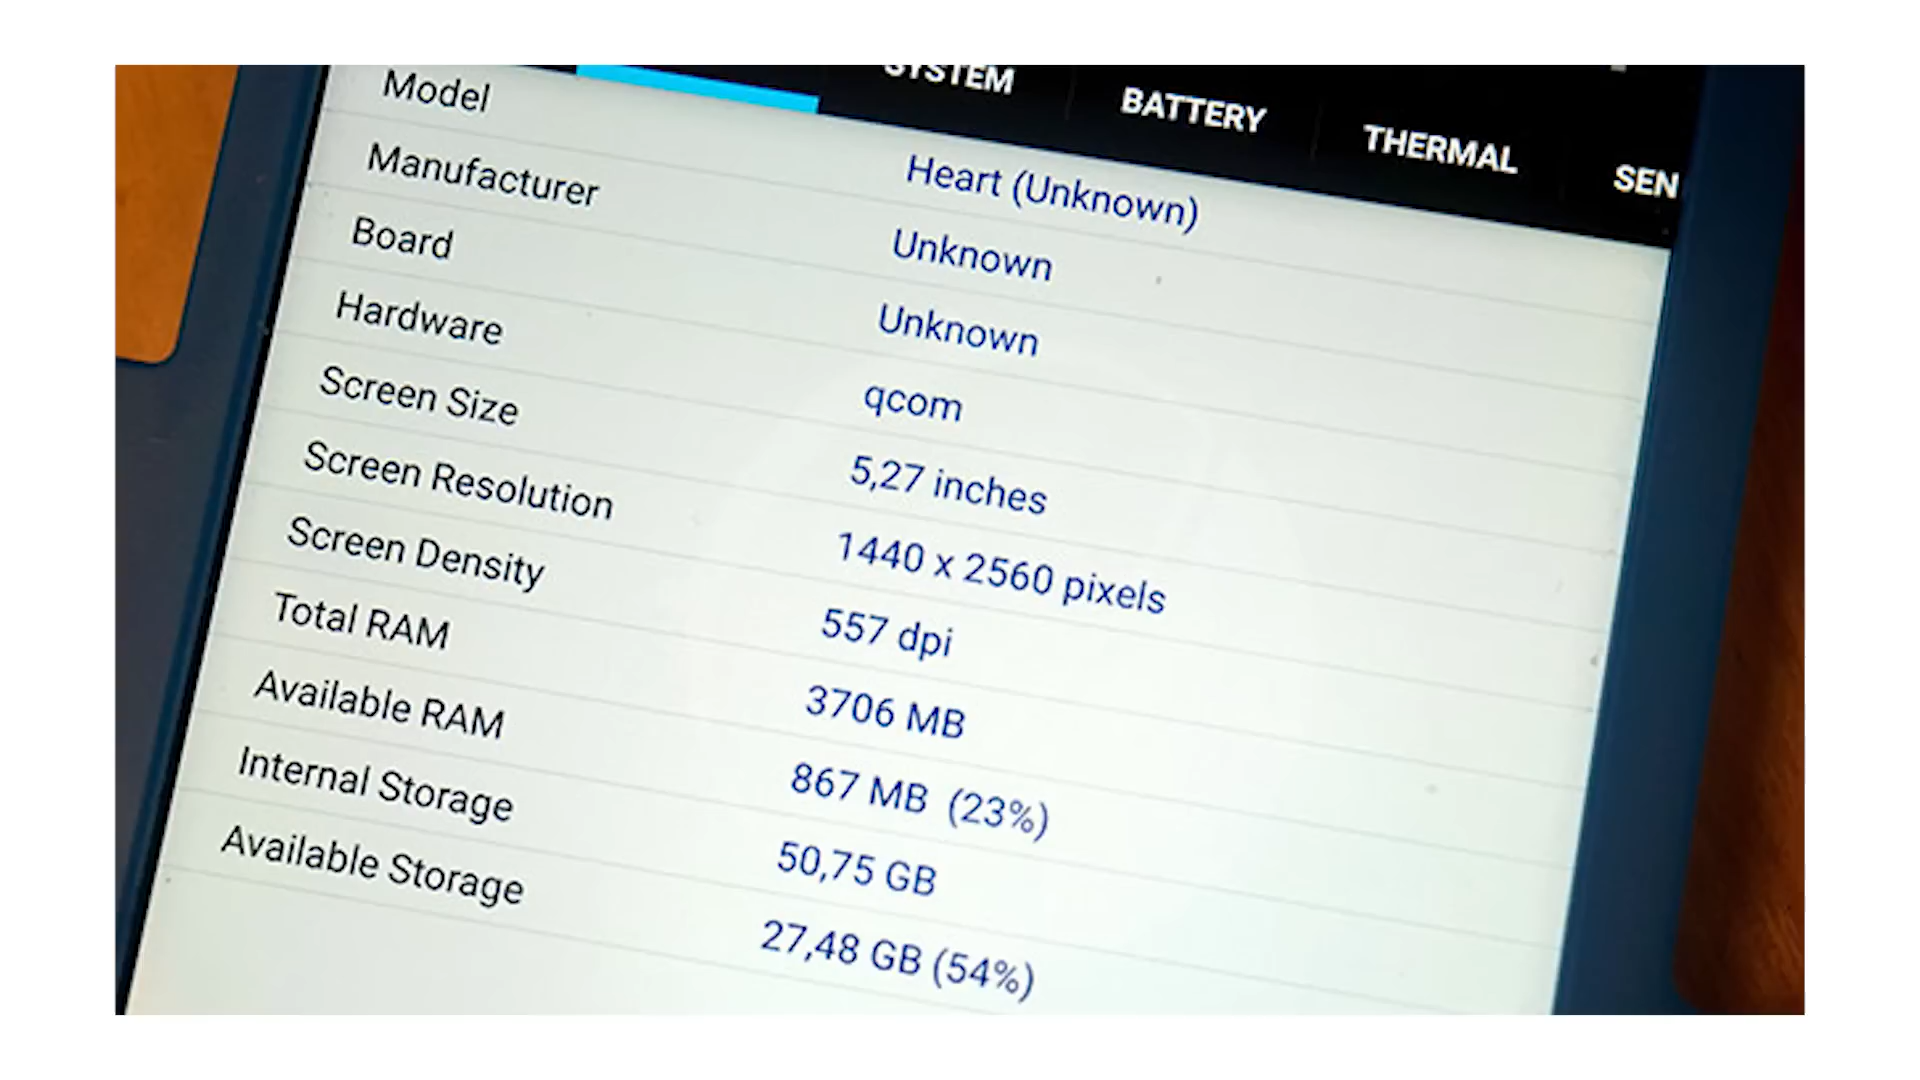 SYSTEM BATTERY THERMAL SEN
Model Heart (Unknown)
Manufacturer Unknown
Board Unknown
Hardware qcom
Screen Size 5,27 inches
Screen Resolution 1440 x 2560 pixels
Screen Density 557 dpi
Total RAM 3706 MB
Available RAM 867 MB (23%)
Internal Storage 50,75 GB
Available Storage 27,48 GB (54%)